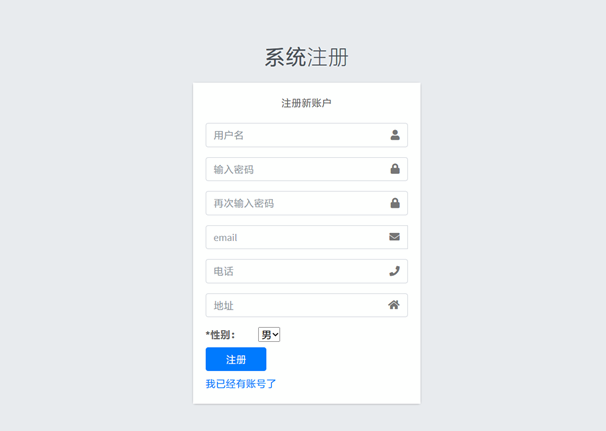 系统注册
注册新账户
用户名
输入密码
再次输入密码
email
电话
地址
*性别： 男
注册
我已经有账号了